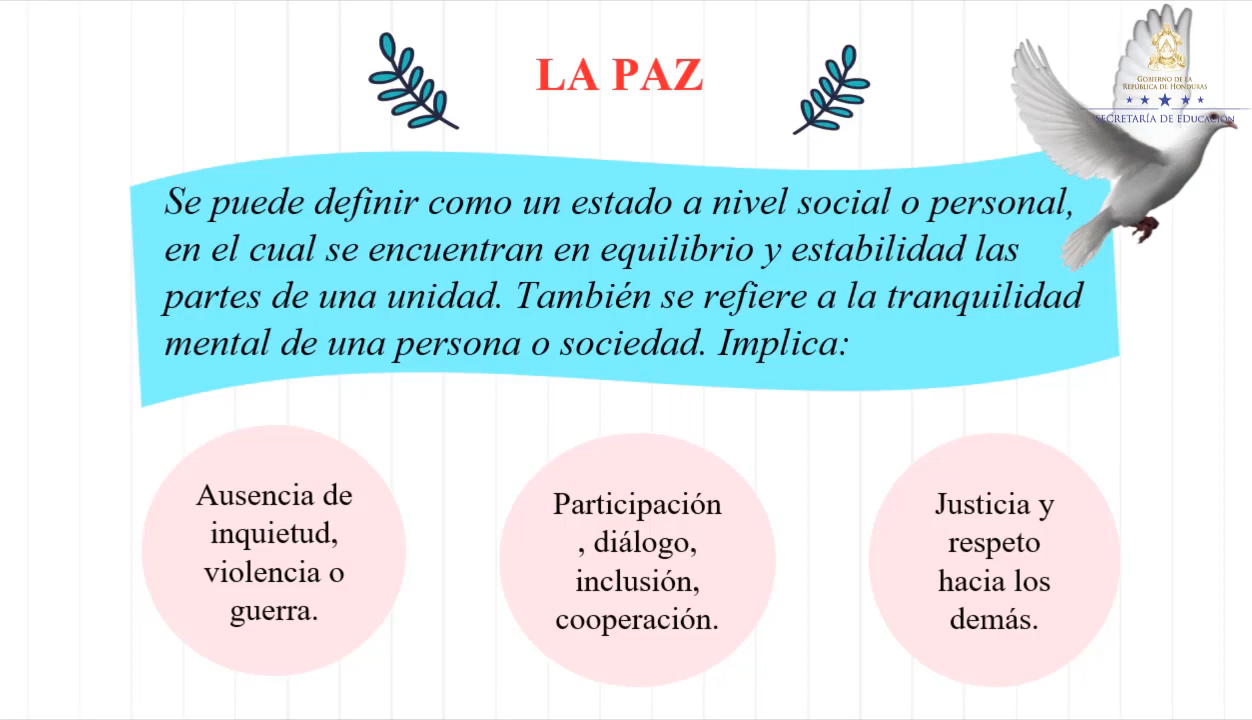 LA PAZ
GOBIERNO DE LA
REPÚBLICA DE HONDURAS
SECRETARÍA DE EDUCACIÓN
Se puede definir como un estado a nivel social o personal,
en el cual se encuentran en equilibrio y estabilidad las
partes de una unidad. También se refiere a la tranquilidad
mental de una persona o sociedad. Implica:
Ausencia de
inquietud,
violencia o
guerra.
Participación
, diálogo,
inclusión,
cooperación.
Justicia y
respeto
hacia los
demás.